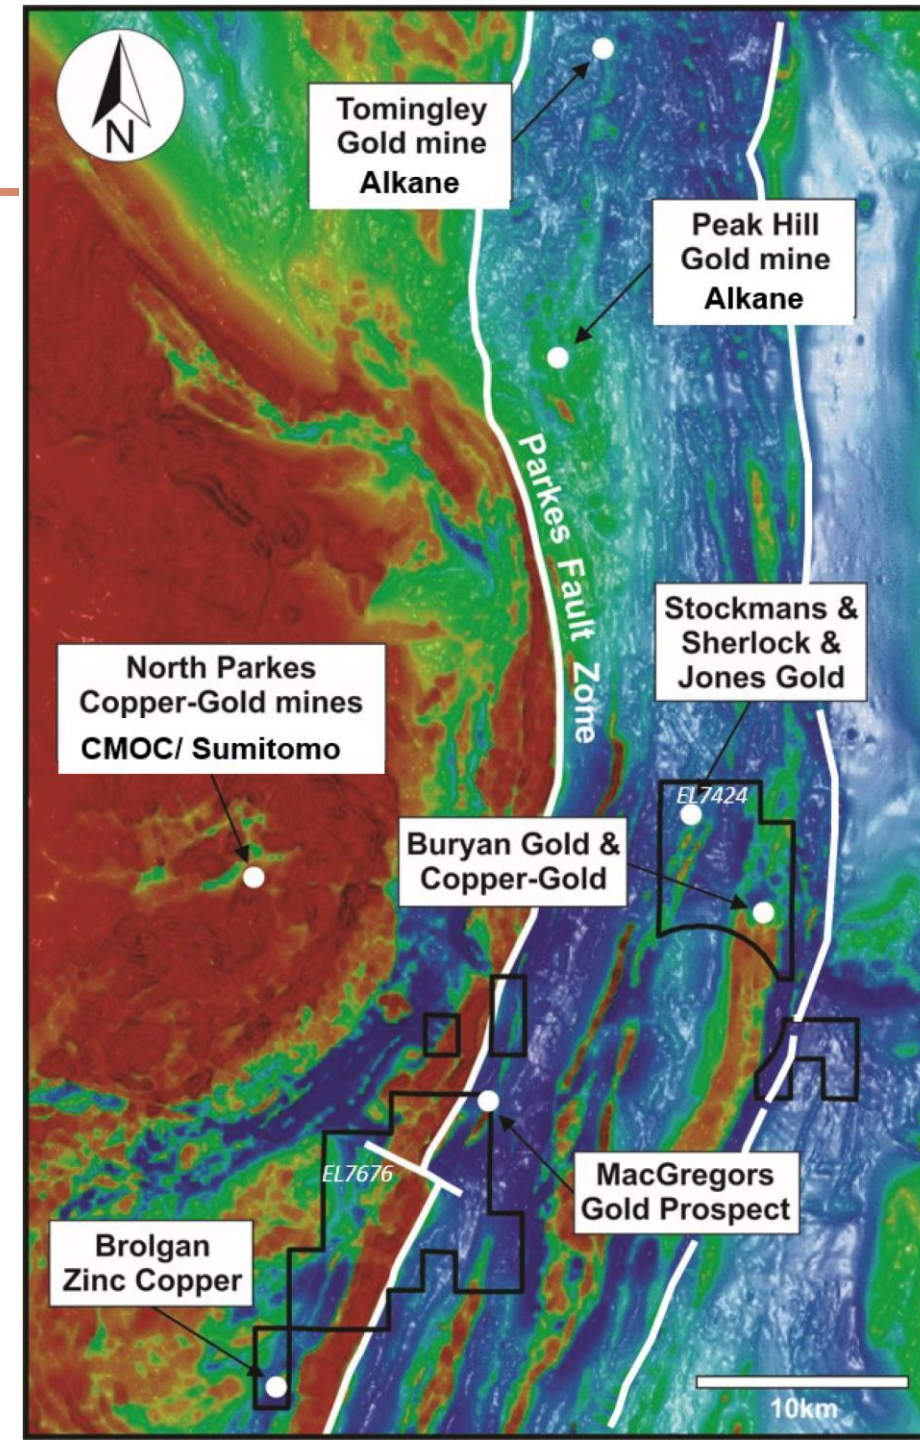 N
Tomingley
Gold mine
Alkane
Peak Hill
Gold mine
Alkane
Parkes Fault Zone
Stockmans &
Sherlock &
Jones Gold
North Parkes
Copper-Gold mines
CMOC/ Sumitomo
EL7424
Buryan Gold &
Copper-Gold
EL7676
MacGregors
Gold Prospect
Brolgan
Zinc Copper
10km